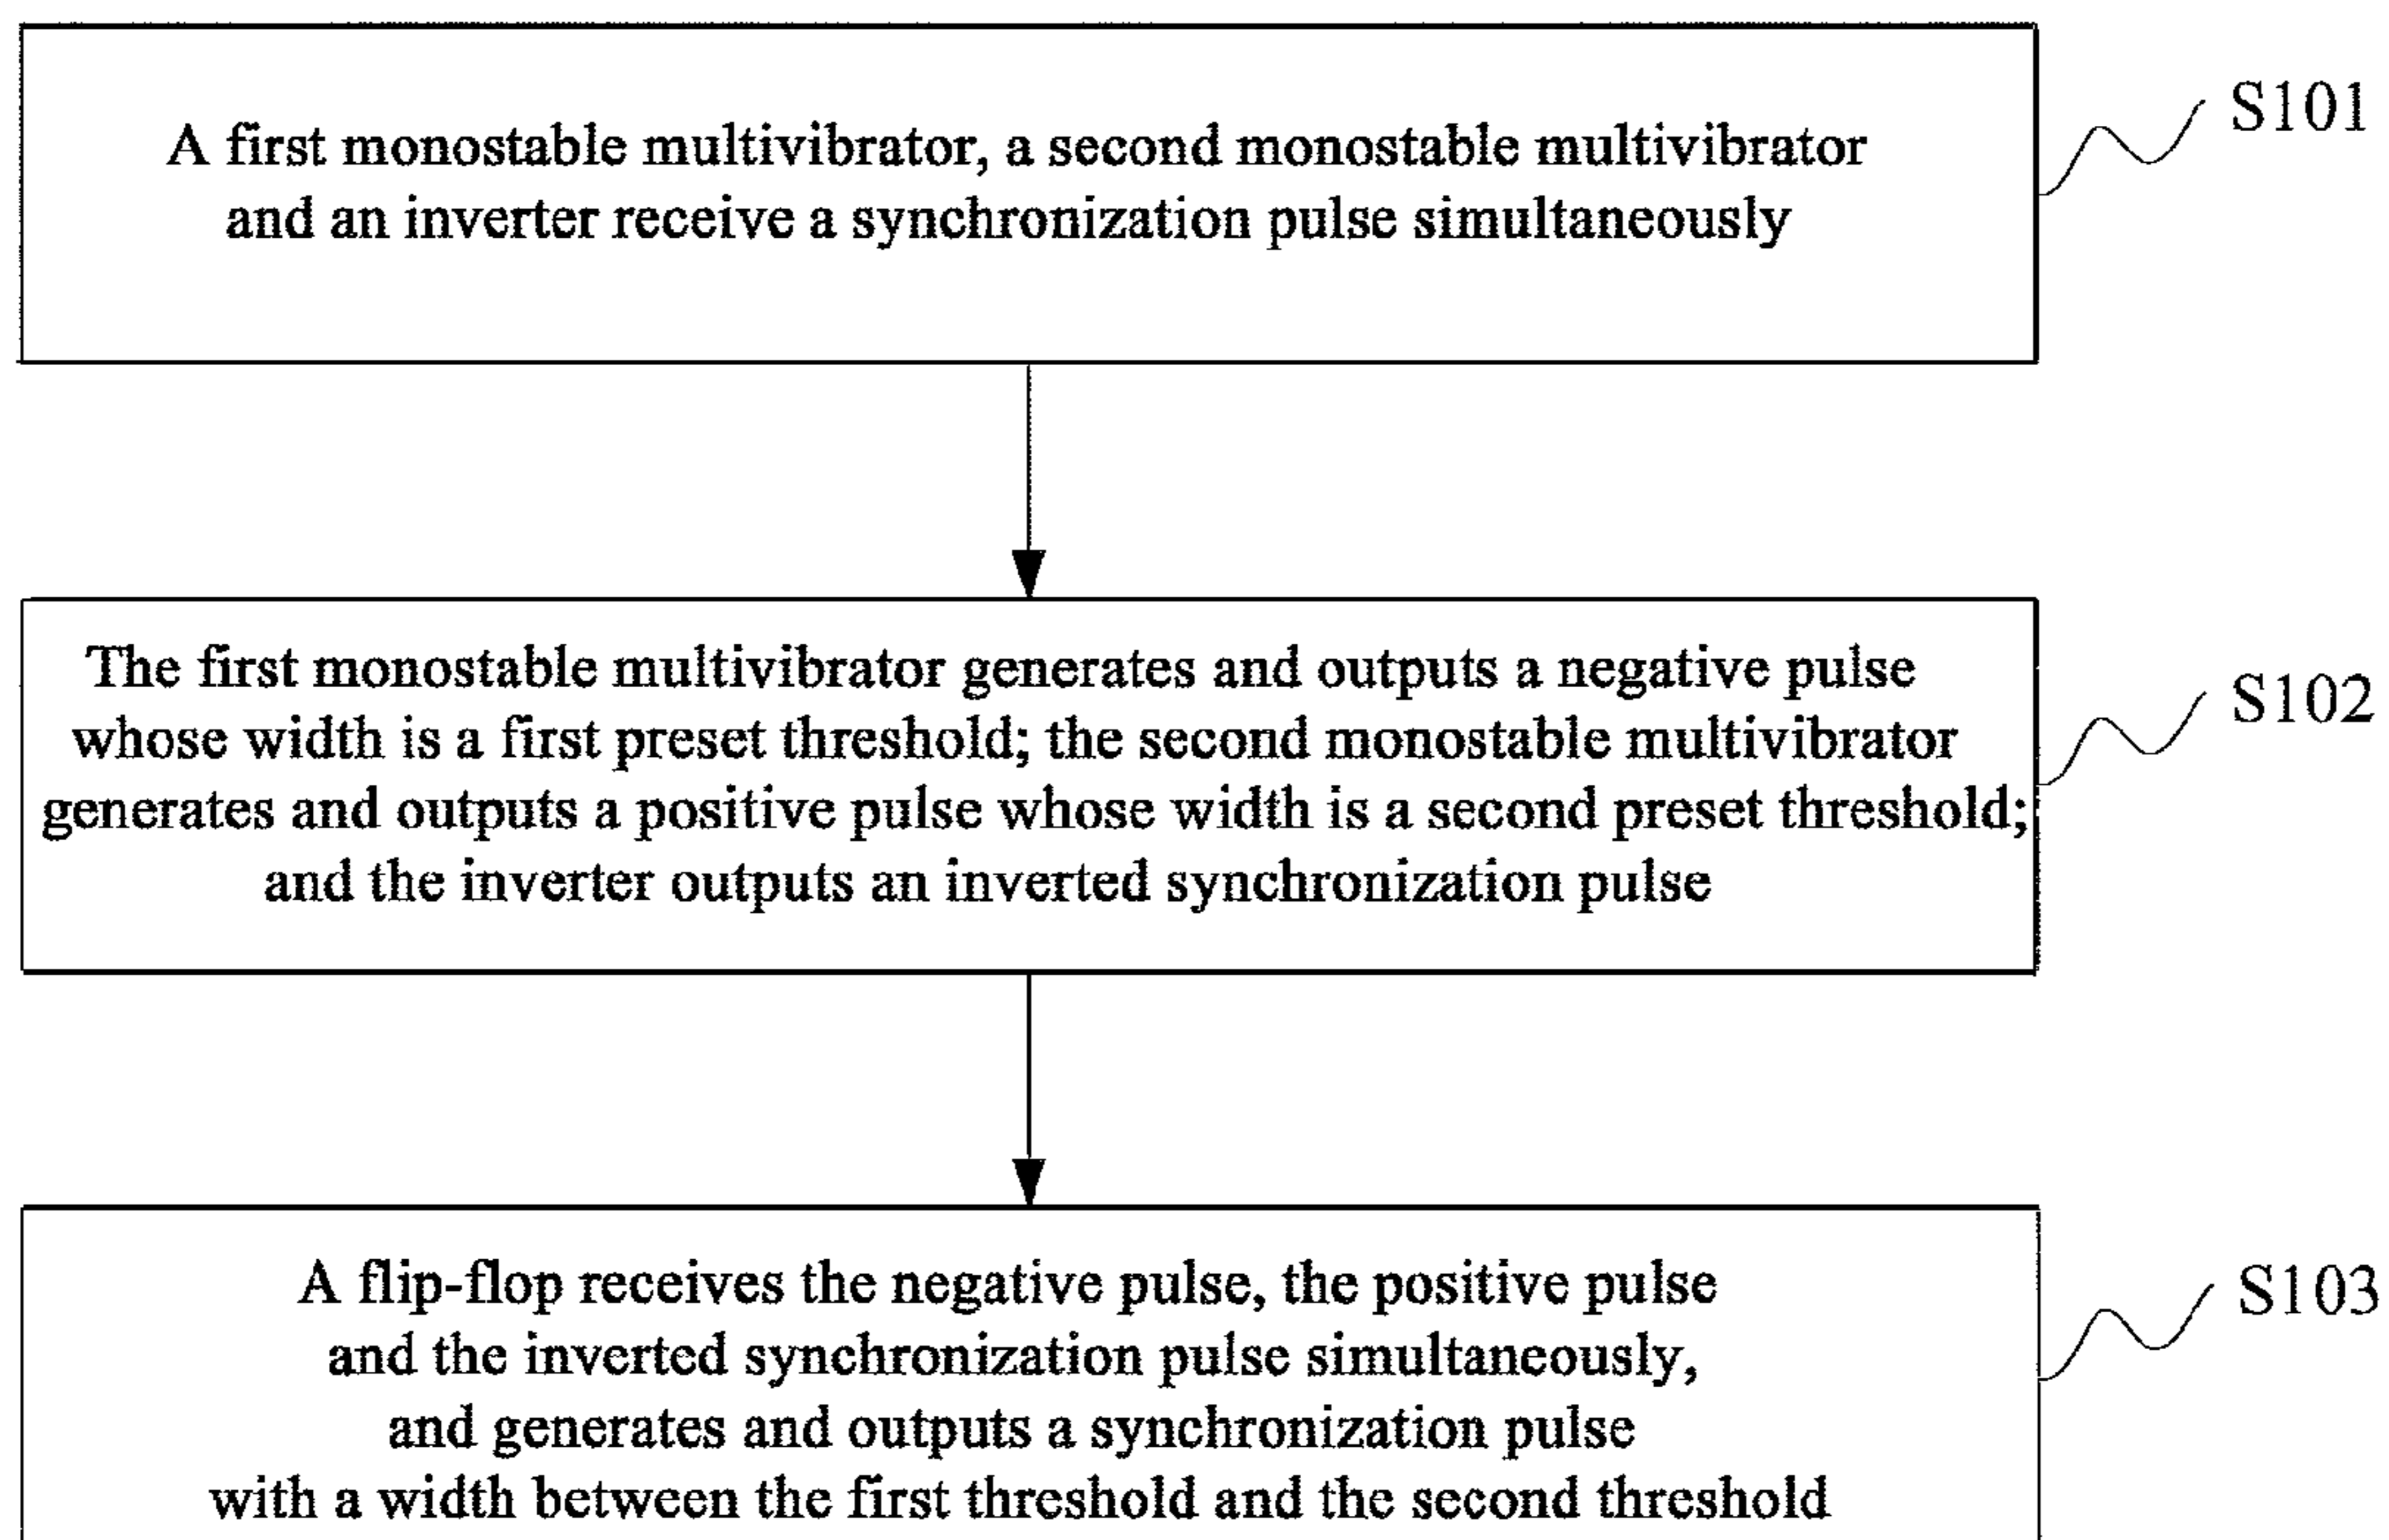 A first monostable multivibrator, a second monostable multivibrator
and an inverter receive a synchronization pulse simultaneously
S101
The first monostable multivibrator generates and outputs a negative pulse
whose width is a first preset threshold; the second monostable multivibrator
generates and outputs a positive pulse whose width is a second preset threshold;
and the inverter outputs an inverted synchronization pulse
S102
A flip-flop receives the negative pulse, the positive pulse
and the inverted synchronization pulse simultaneously,
and generates and outputs a synchronization pulse
with a width between the first threshold and the second threshold
S103